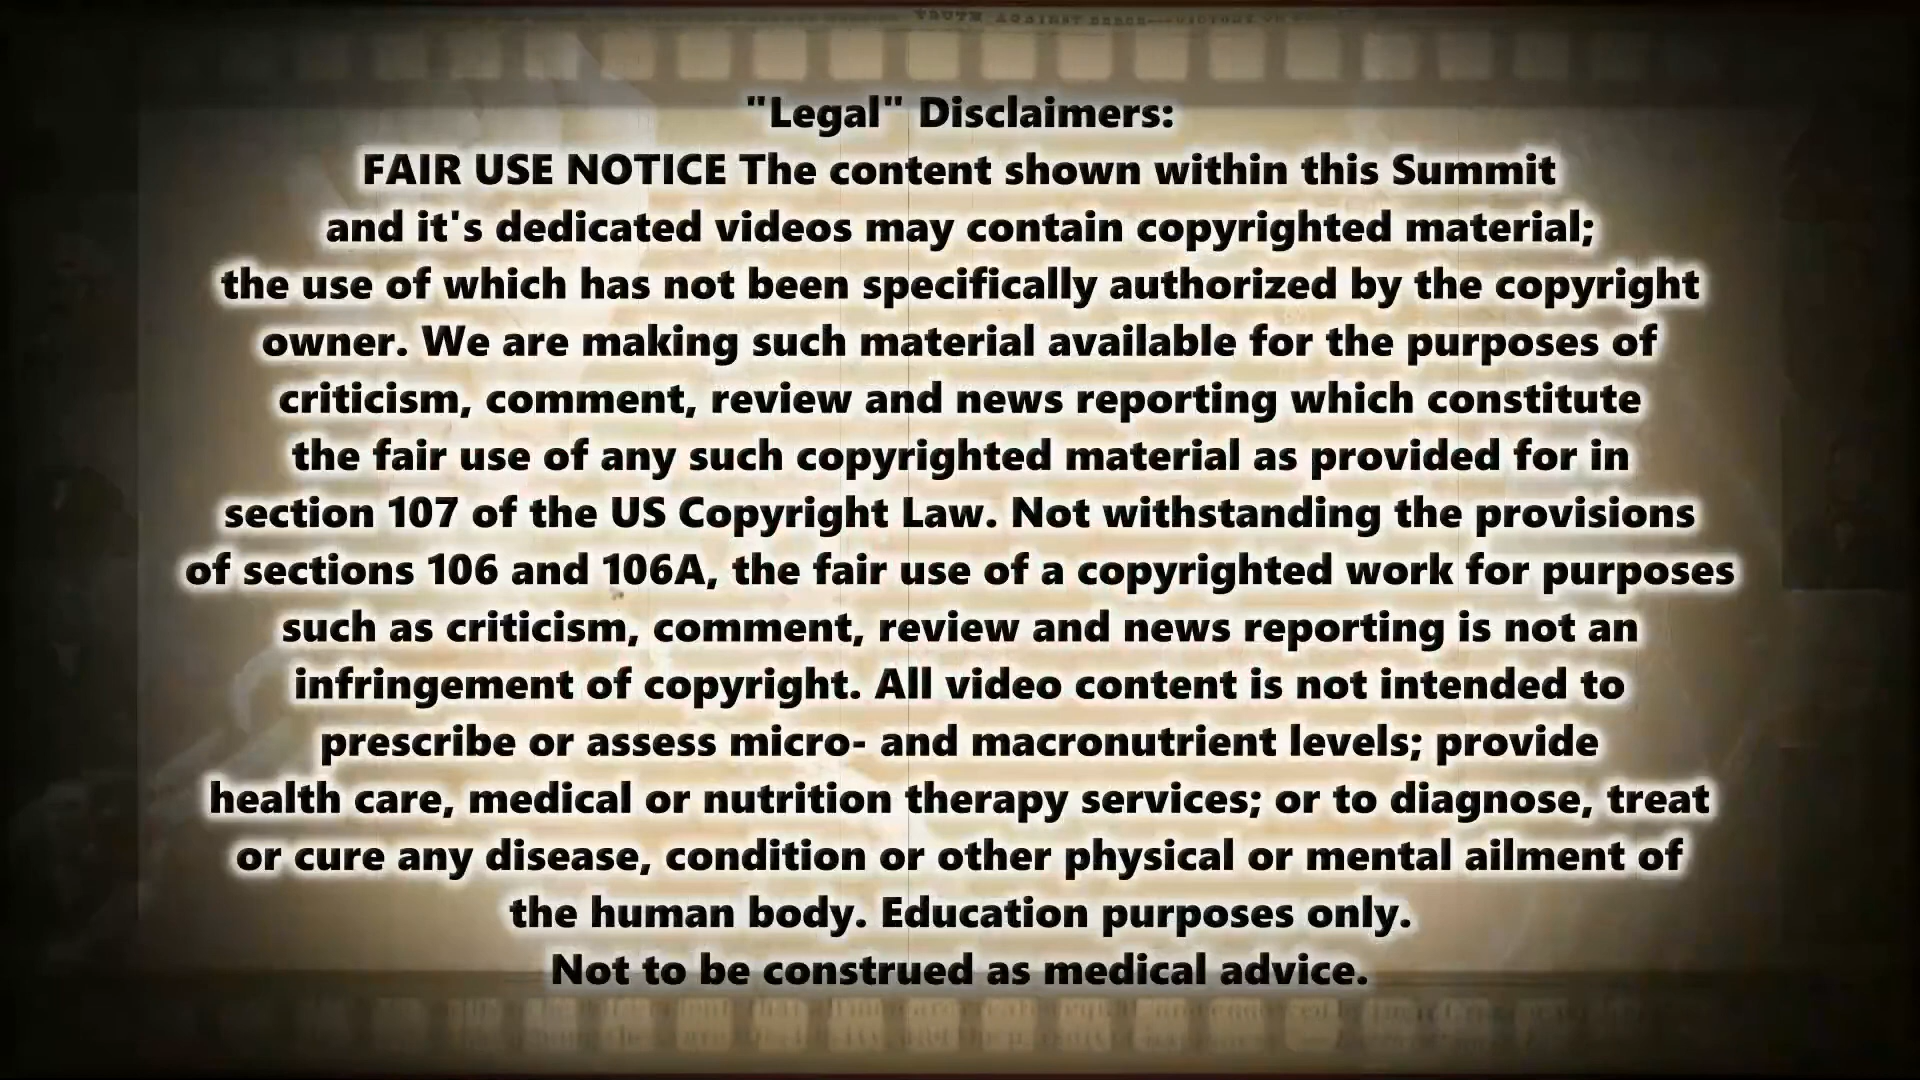 TRUTH AGAINST ERROR
"Legal" Disclaimers:
FAIR USE NOTICE The content shown within this Summit
and it's dedicated videos may contain copyrighted material;
the use of which has not been specifically authorized by the copyright
owner. We are making such material available for the purposes of
criticism, comment, review and news reporting which constitute
the fair use of any such copyrighted material as provided for in
section 107 of the US Copyright Law. Not withstanding the provisions
of sections 106 and 106A, the fair use of a copyrighted work for purposes
such as criticism, comment, review and news reporting is not an
infringement of copyright. All video content is not intended to
prescribe or assess micro- and macronutrient levels; provide
health care, medical or nutrition therapy services; or to diagnose, treat
or cure any disease, condition or other physical or mental ailment of
the human body. Education purposes only.
Not to be construed as medical advice.